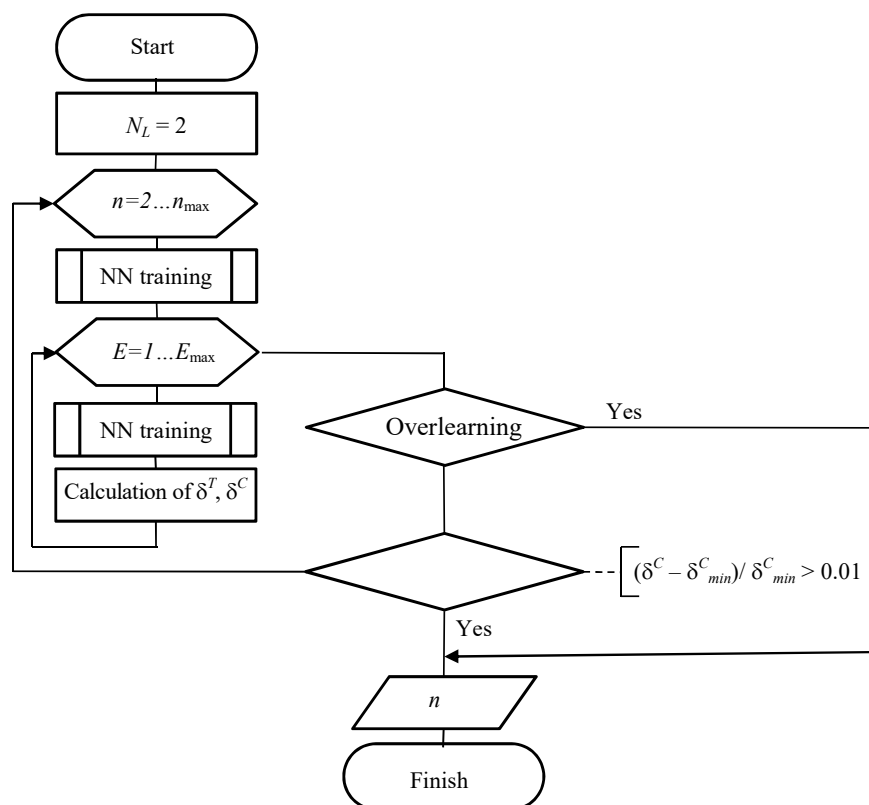 Start
N_L = 2
n=2…n_max
NN training
E=1…E_max
NN training
Calculation of δ^T, δ^C
Overlearning
Yes
(δ^C – δ^C_min)/ δ^C_min > 0.01
Yes
n
Finish